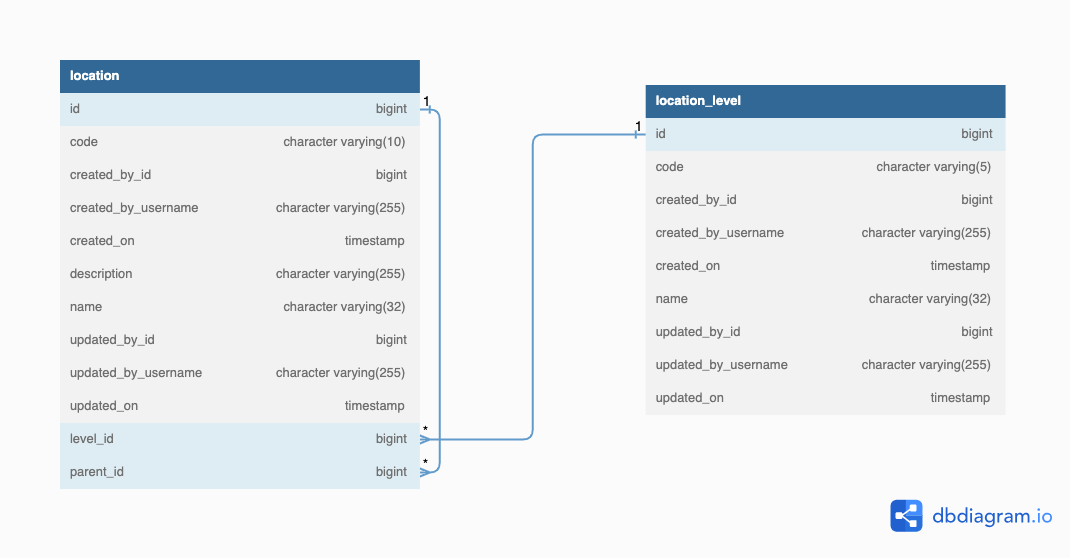 location
id bigint 1
code character varying(10)
created_by_id bigint
created_by_username character varying(255)
created_on timestamp
description character varying(255)
name character varying(32)
updated_by_id bigint
updated_by_username character varying(255)
updated_on timestamp
level_id bigint *
parent_id bigint *
location_level
1 id bigint
code character varying(5)
created_by_id bigint
created_by_username character varying(255)
created_on timestamp
name character varying(32)
updated_by_id bigint
updated_by_username character varying(255)
updated_on timestamp
dbdiagram.io